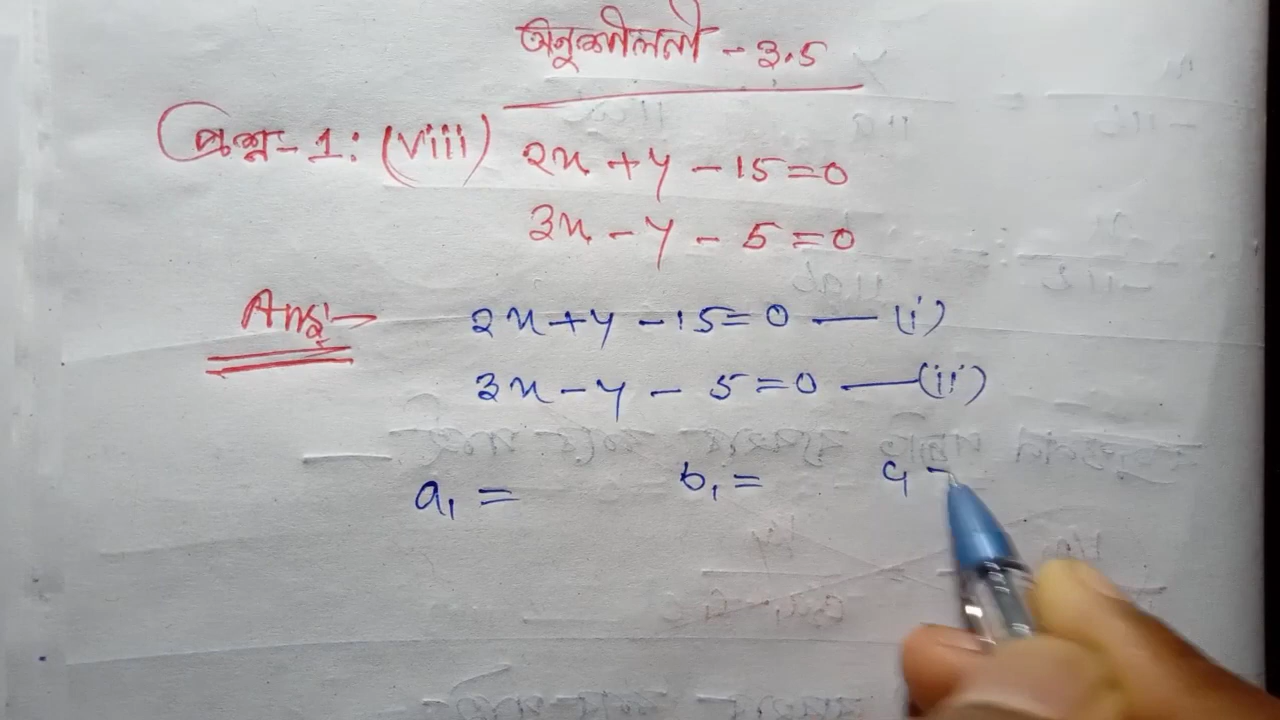 অনুশীলনী - 3.5
প্রশ্ন- 1: (viii) 2x + y - 15 = 0
3x - y - 5 = 0
Ans:- 2x + y - 15 = 0 — (i)
3x - y - 5 = 0 — (ii)
a₁ = b₁ = c₁ =